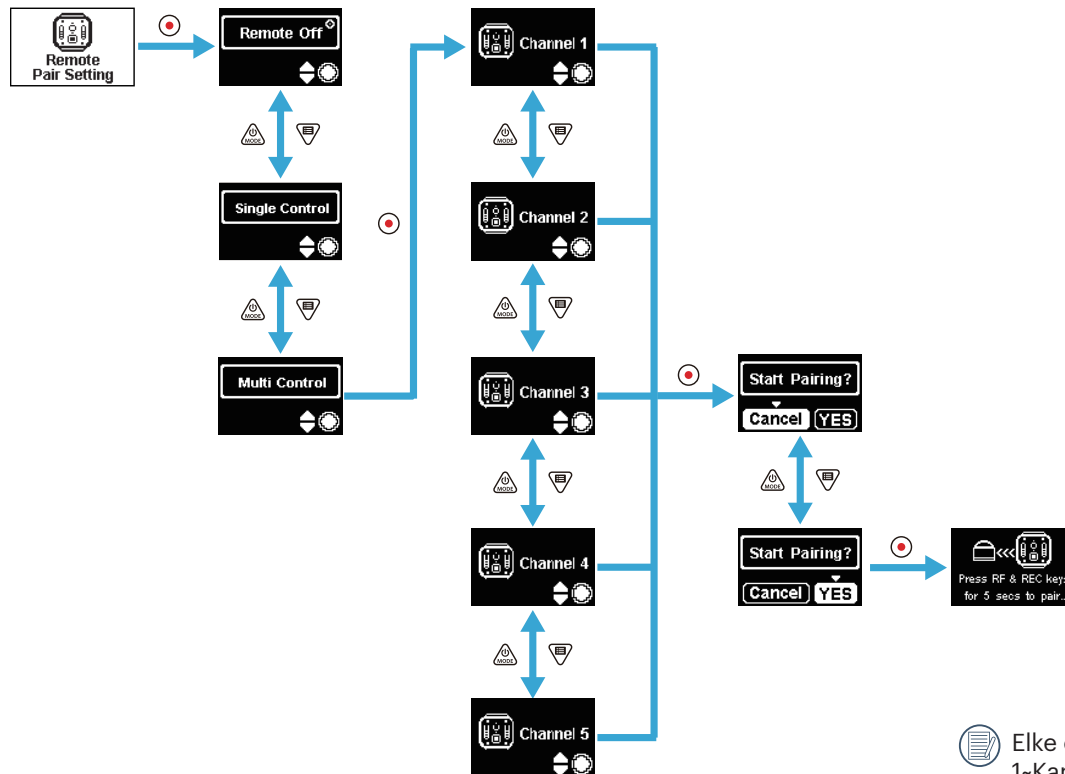 Remote
Pair Setting
Remote Off
MODE
Single Control
MODE
Multi Control
Channel 1
MODE
Channel 2
MODE
Channel 3
MODE
Channel 4
MODE
Channel 5
Start Pairing?
Cancel YES
MODE
Start Pairing?
Cancel YES
Press RF & REC key
for 5 secs to pair..
Elke